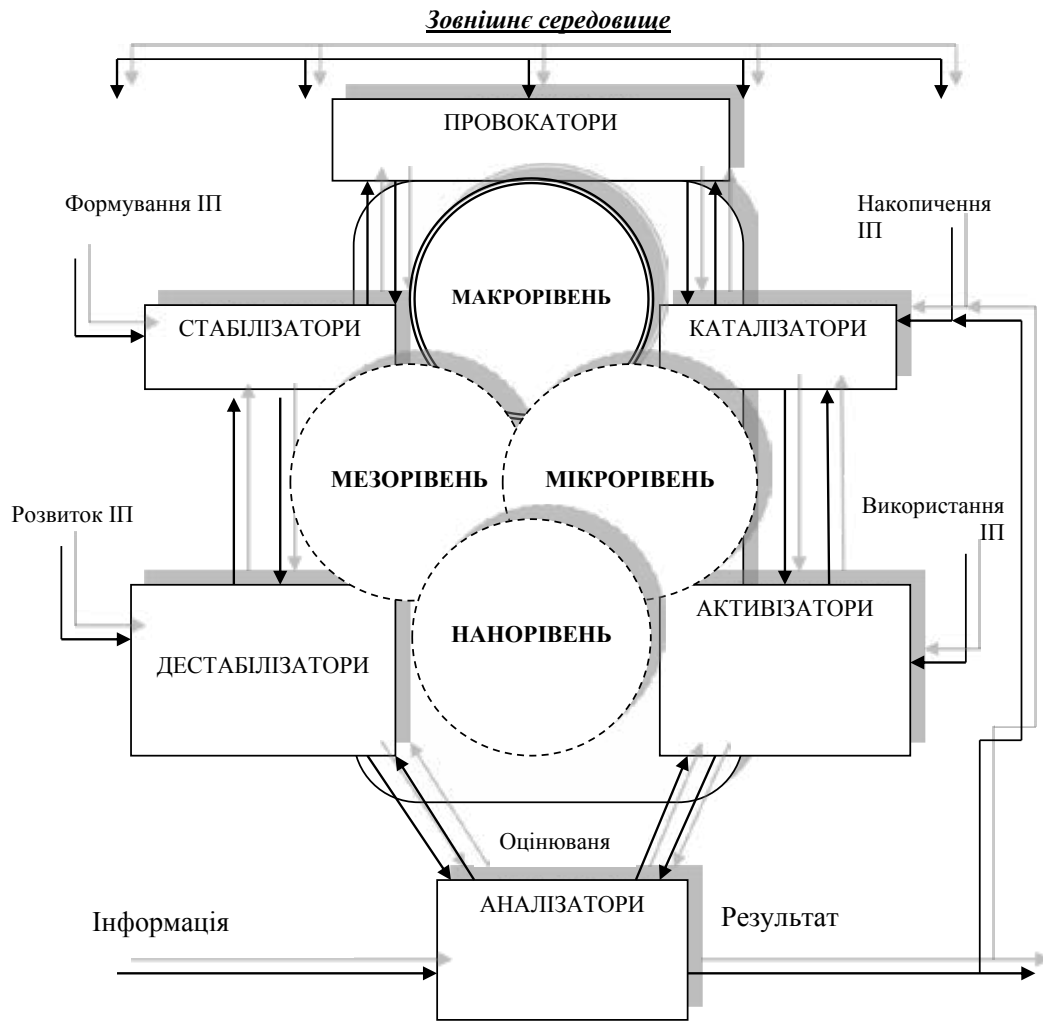 Зовнішнє середовище
ПРОВОКАТОРИ
Формування ІП
Накопичення
ІП
МАКРОРІВЕНЬ
СТАБІЛІЗАТОРИ
КАТАЛІЗАТОРИ
МЕЗОРІВЕНЬ
МІКРОРІВЕНЬ
Розвиток ІП
Використання
ІП
АКТИВІЗАТОРИ
НАНОРІВЕНЬ
ДЕСТАБІЛІЗАТОРИ
Оцінюваня
АНАЛІЗАТОРИ
Інформація
Результат